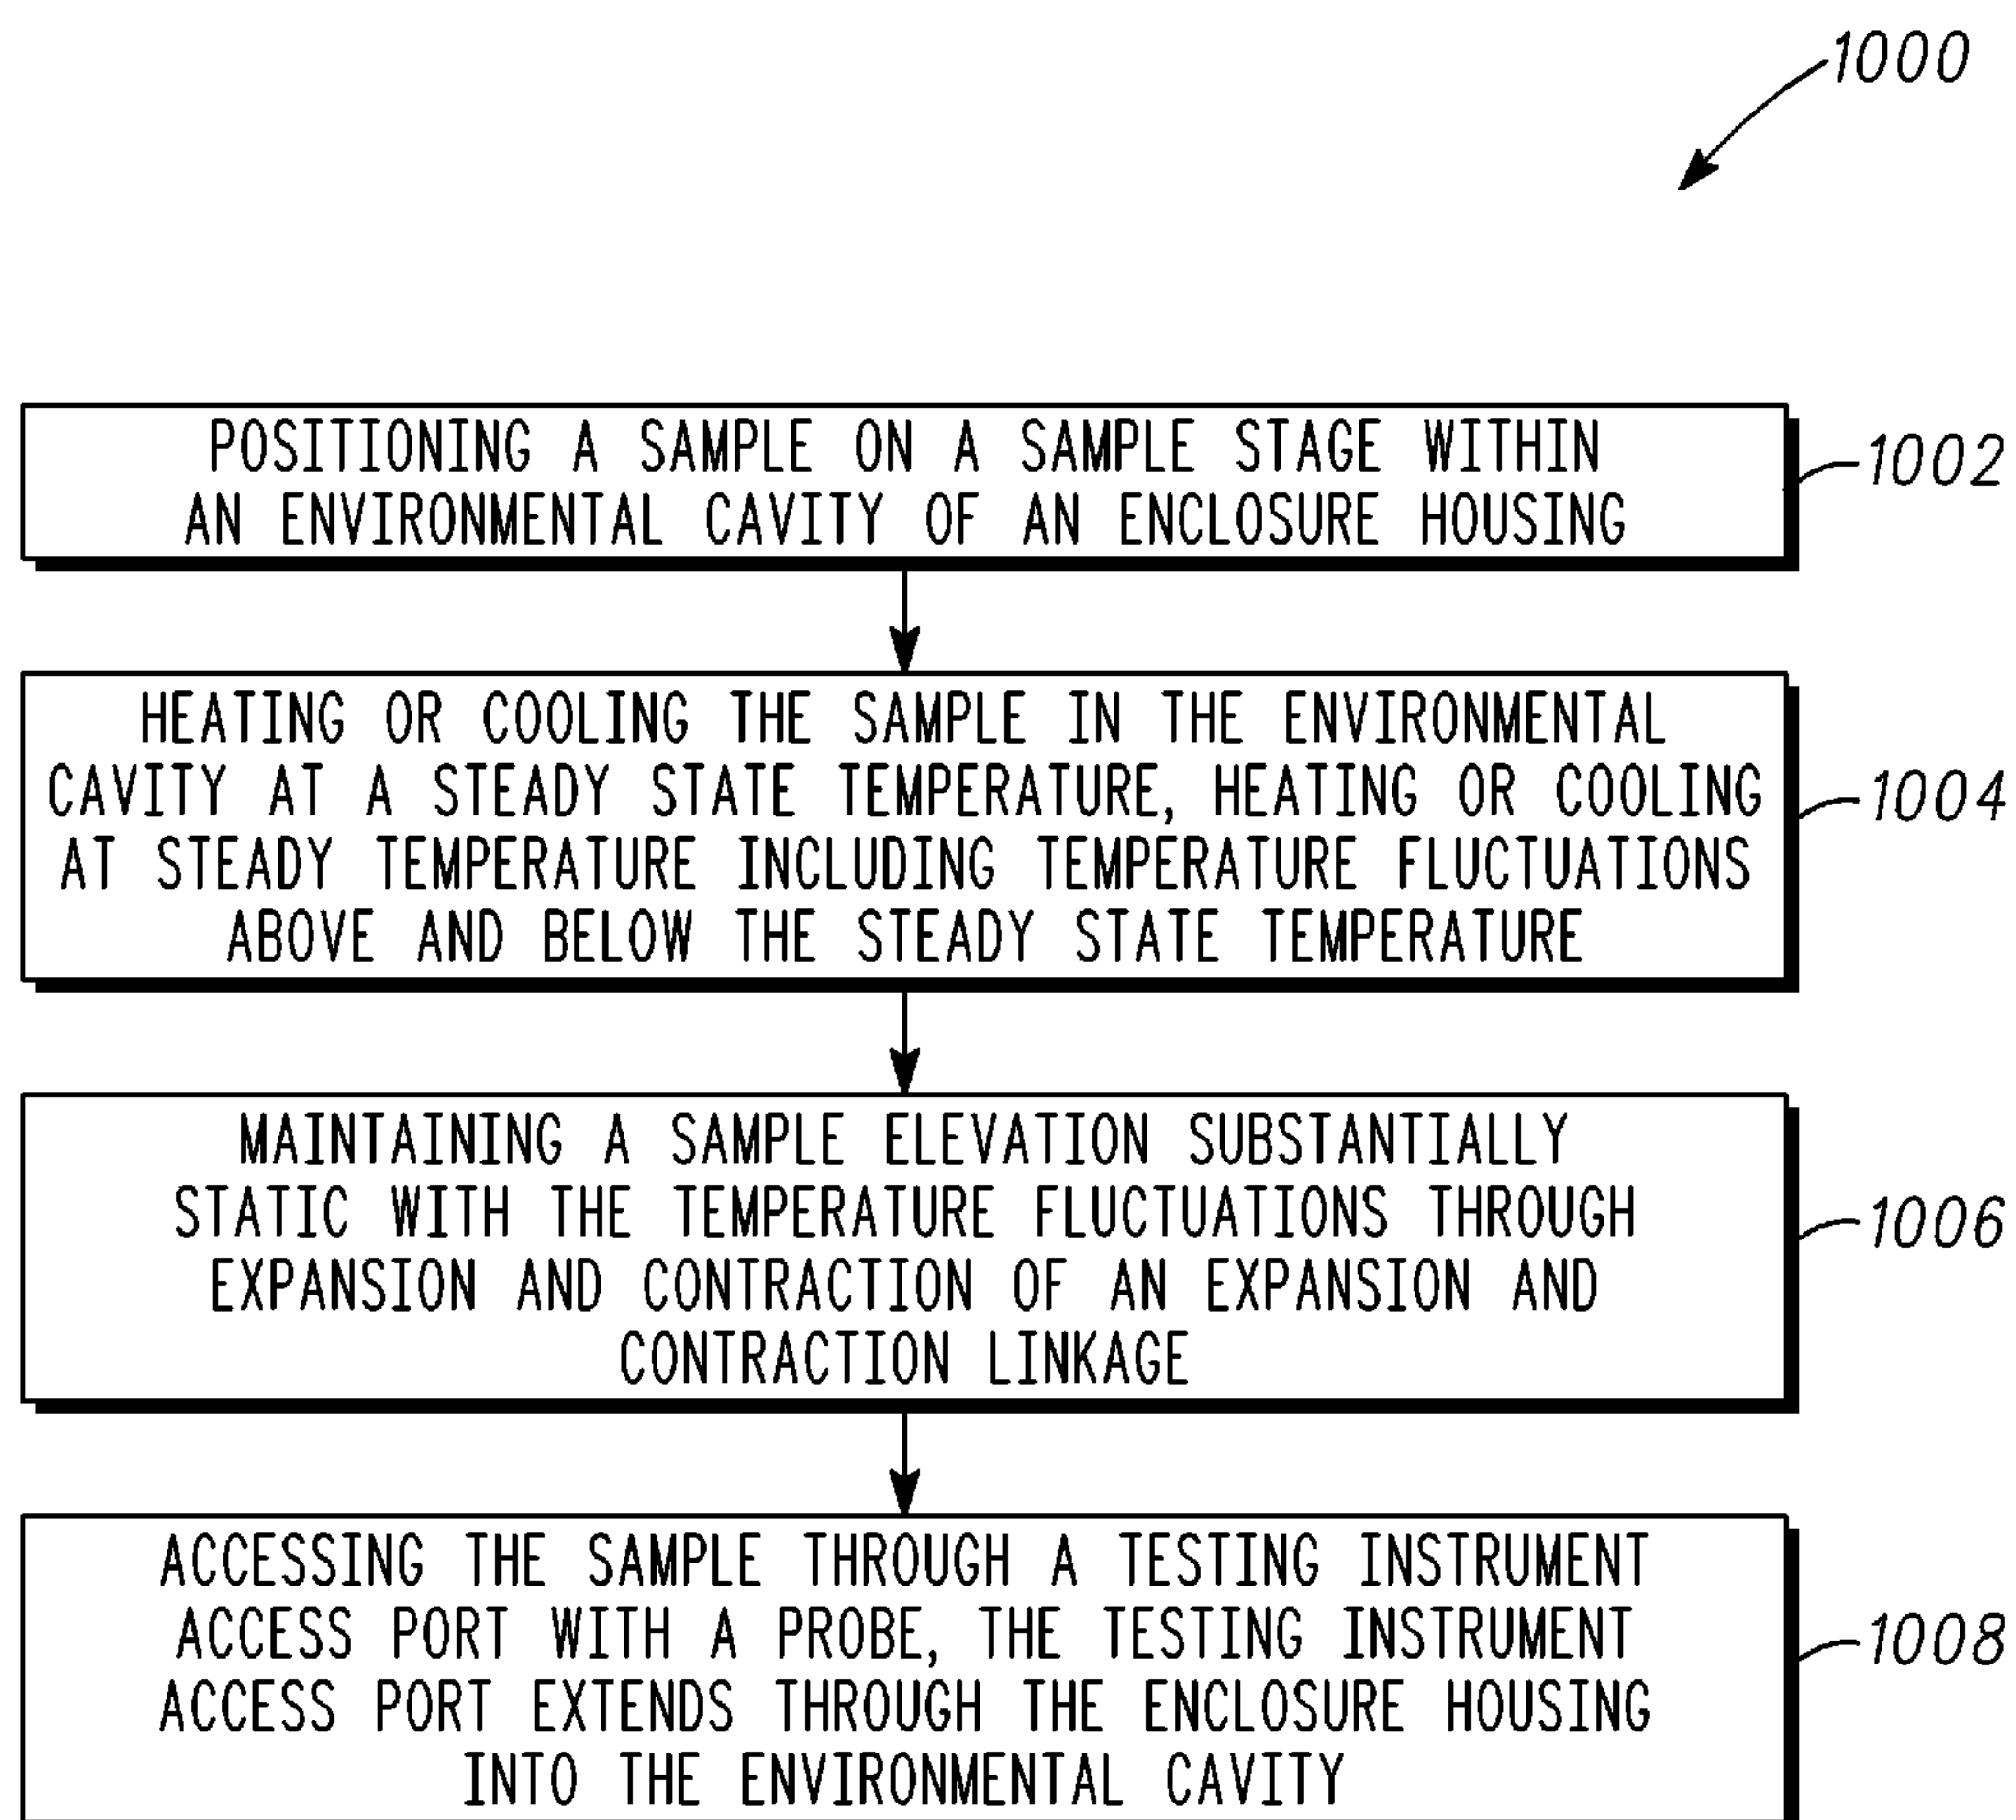 1000
POSITIONING A SAMPLE ON A SAMPLE STAGE WITHIN
AN ENVIRONMENTAL CAVITY OF AN ENCLOSURE HOUSING
1002
HEATING OR COOLING THE SAMPLE IN THE ENVIRONMENTAL
CAVITY AT A STEADY STATE TEMPERATURE, HEATING OR COOLING
AT STEADY TEMPERATURE INCLUDING TEMPERATURE FLUCTUATIONS
ABOVE AND BELOW THE STEADY STATE TEMPERATURE
1004
MAINTAINING A SAMPLE ELEVATION SUBSTANTIALLY
STATIC WITH THE TEMPERATURE FLUCTUATIONS THROUGH
EXPANSION AND CONTRACTION OF AN EXPANSION AND
CONTRACTION LINKAGE
1006
ACCESSING THE SAMPLE THROUGH A TESTING INSTRUMENT
ACCESS PORT WITH A PROBE, THE TESTING INSTRUMENT
ACCESS PORT EXTENDS THROUGH THE ENCLOSURE HOUSING
INTO THE ENVIRONMENTAL CAVITY
1008